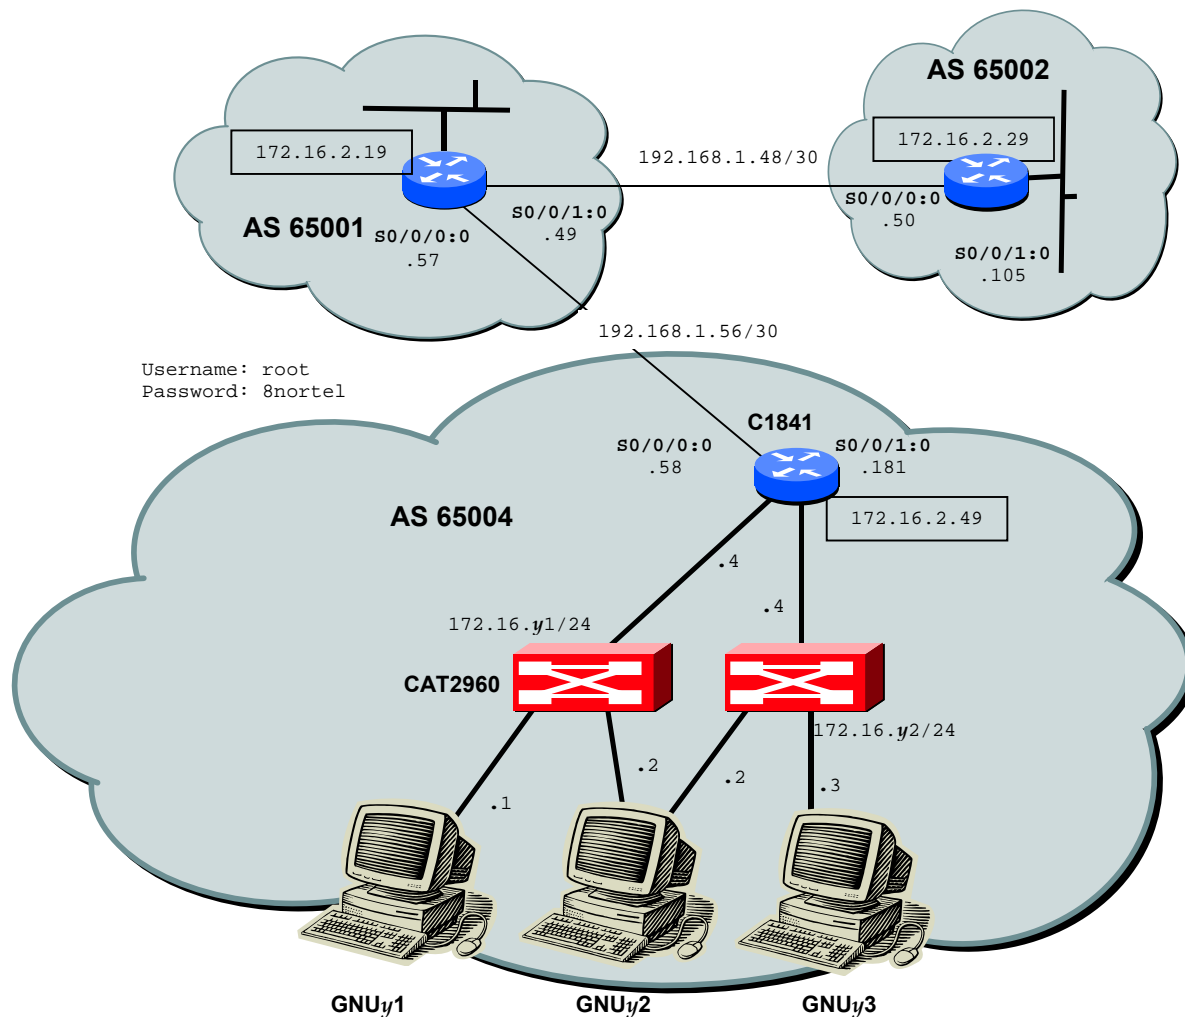 AS 65002
172.16.2.19
192.168.1.48/30
172.16.2.29
AS 65001
S0/0/1:0
.49
S0/0/0:0
.57
S0/0/0:0
.50
S0/0/1:0
.105
192.168.1.56/30
Username: root
Password: 8nortel
C1841
S0/0/0:0
.58
S0/0/1:0
.181
AS 65004
172.16.2.49
.4
.4
172.16.y1/24
CAT2960
172.16.y2/24
.2
.2
.1
.3
GNUy1
GNUy2
GNUy3